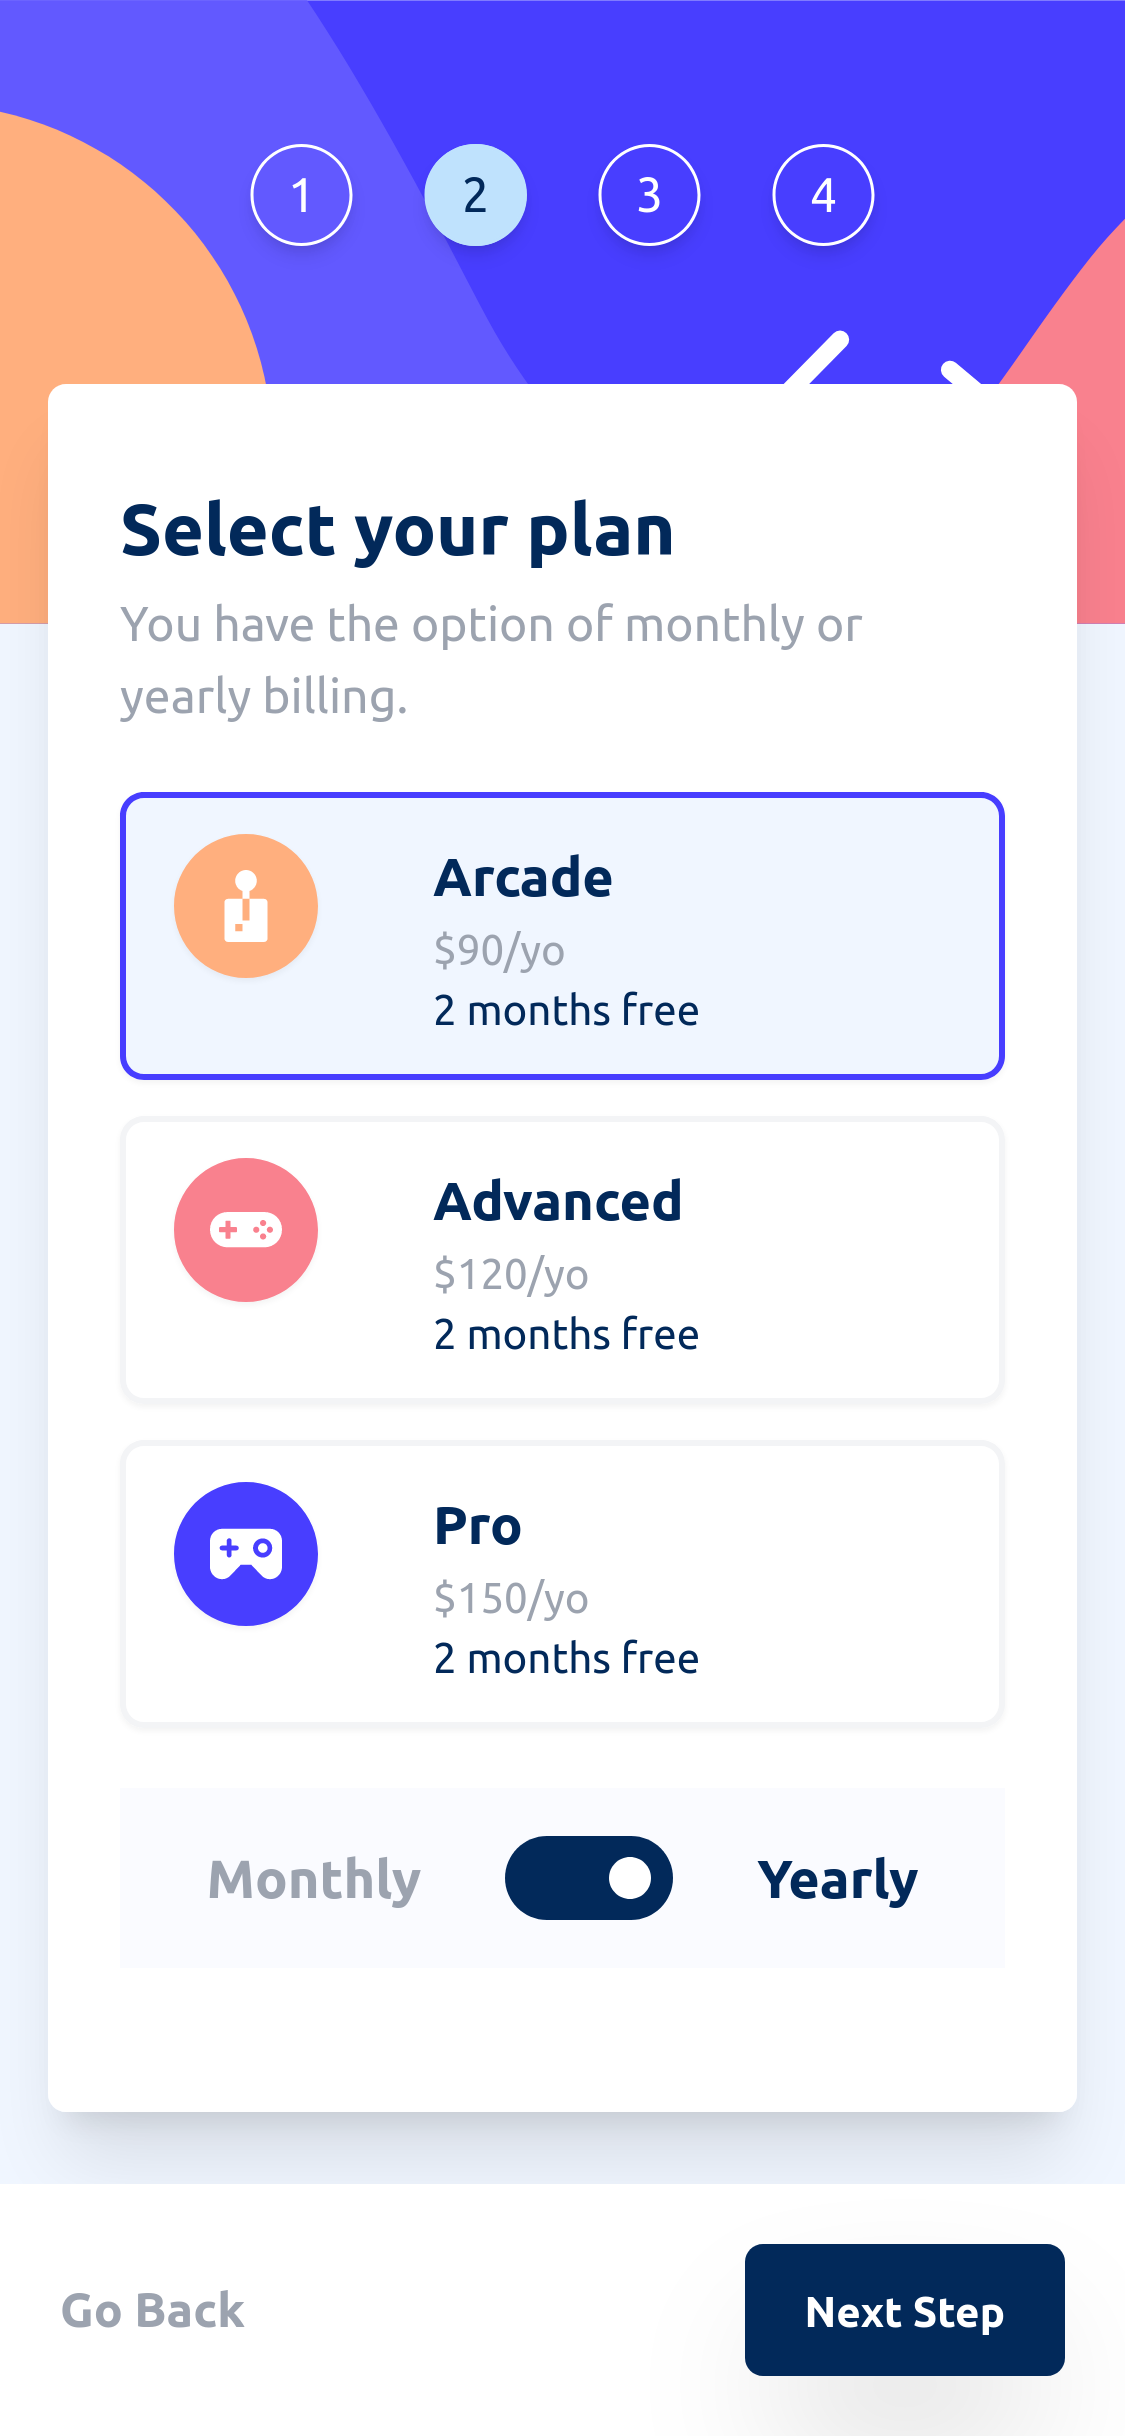 1 2 3 4
Select your plan
You have the option of monthly or
yearly billing.
Arcade
$90/yo
2 months free
Advanced
$120/yo
2 months free
Pro
$150/yo
2 months free
Monthly Yearly
Go Back Next Step